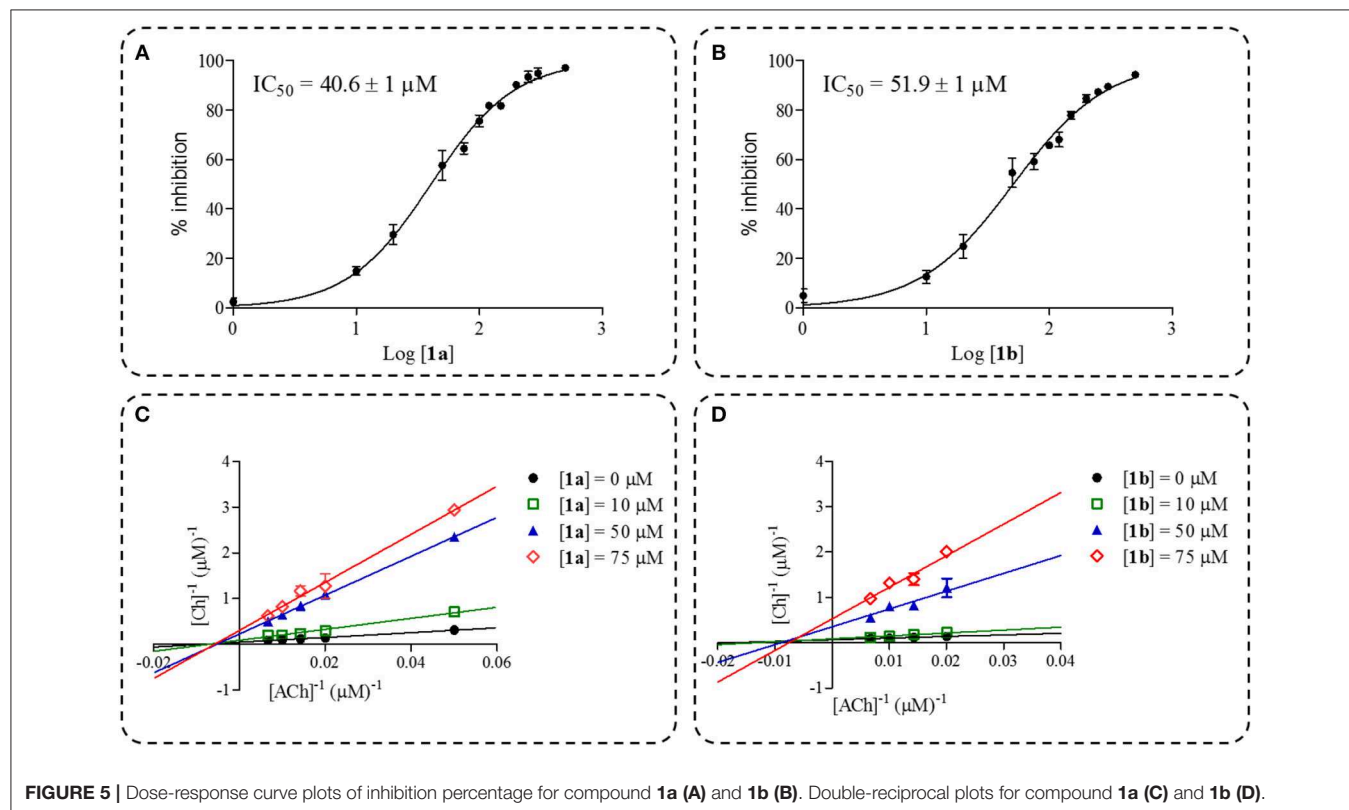 A
IC50 = 40.6 ± 1 µM
% inhibition
100
80
60
40
20
0
0 1 2 3
Log [1a]
B
IC50 = 51.9 ± 1 µM
% inhibition
100
80
60
40
20
0
0 1 2 3
Log [1b]
C
[Ch]-1 (µM)-1
4
3
2
1
-1
-0.02 0.02 0.04 0.06
[ACh]-1 (µM)-1
[1a] = 0 µM
[1a] = 10 µM
[1a] = 50 µM
[1a] = 75 µM
D
[Ch]-1 (µM)-1
4
3
2
1
-1
-0.02 -0.01 0.01 0.02 0.03 0.04
[ACh]-1 (µM)-1
[1b] = 0 µM
[1b] = 10 µM
[1b] = 50 µM
[1b] = 75 µM
FIGURE 5 | Dose-response curve plots of inhibition percentage for compound 1a (A) and 1b (B). Double-reciprocal plots for compound 1a (C) and 1b (D).